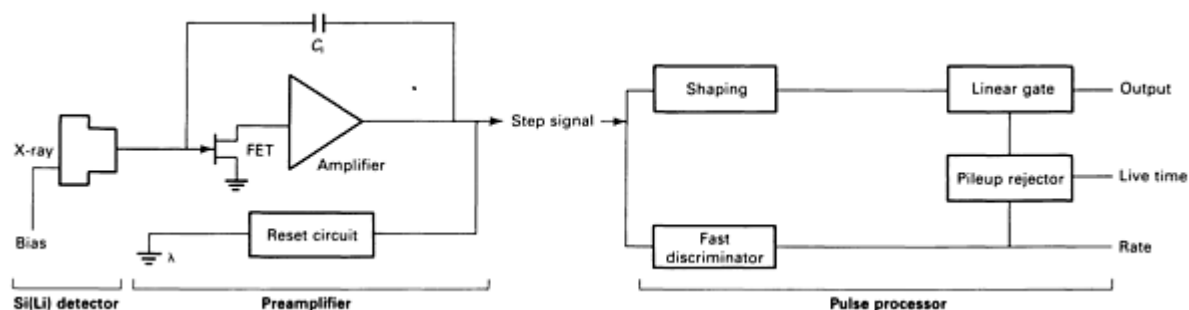 C₁
Shaping
Linear gate
Output
X-ray
FET
Step signal
Amplifier
Pileup rejector
Live time
Bias
Reset circuit
λ
Fast
discriminator
Rate
Si(Li) detector
Preamplifier
Pulse processor